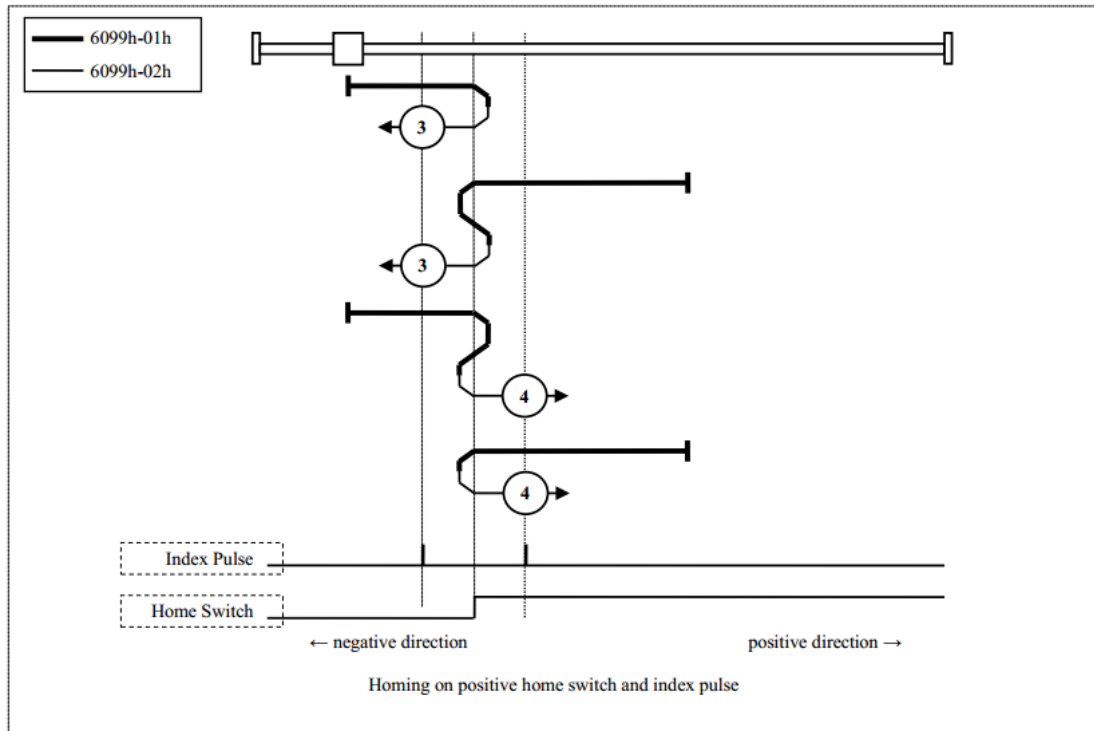 6099h-01h
6099h-02h
3
3
4
4
Index Pulse
Home Switch
← negative direction
positive direction →
Homing on positive home switch and index pulse